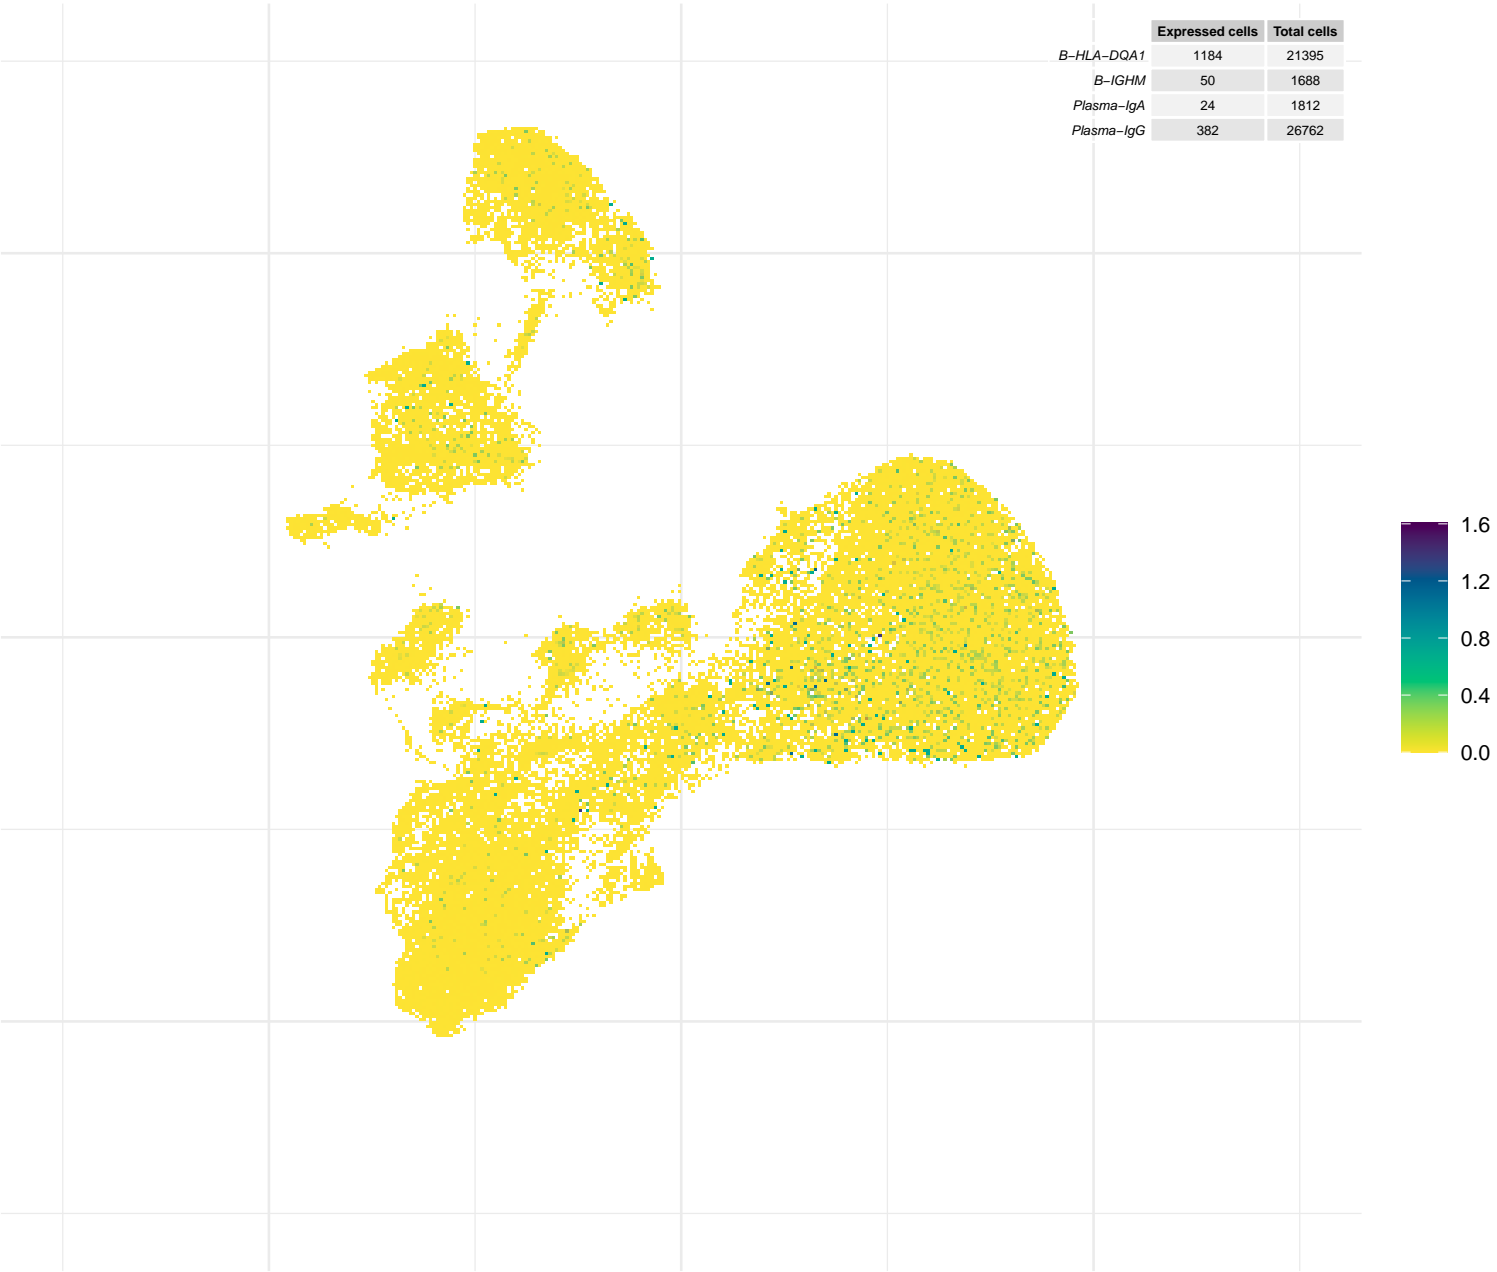 Expressed cells Total cells
B−HLA−DQA1 1184 21395
B−IGHM 50 1688
Plasma−IgA 24 1812
Plasma−IgG 382 26762
1.6
1.2
0.8
0.4
0.0